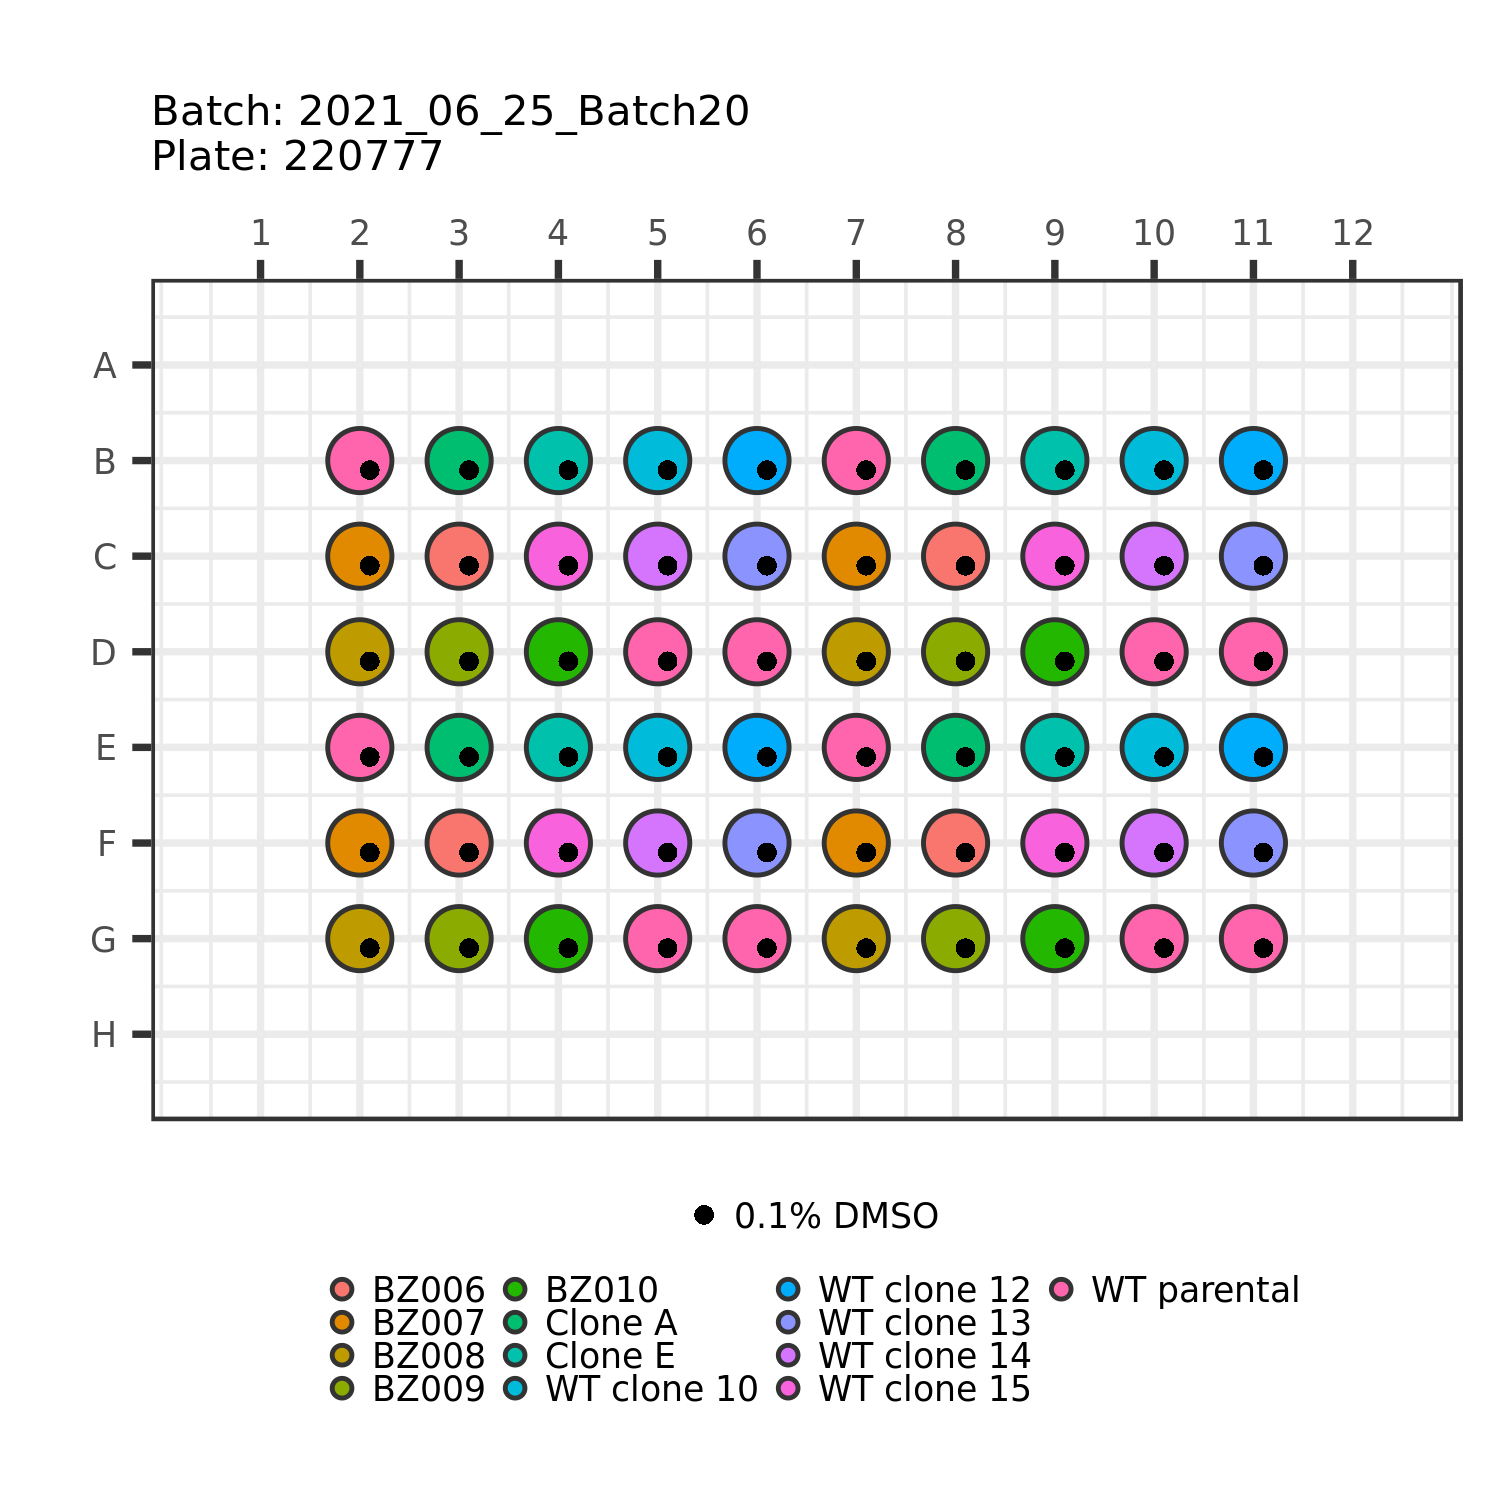 Batch: 2021_06_25_Batch20
Plate: 220777
1 2 3 4 5 6 7 8 9 10 11 12
A
B
C
D
E
F
G
H
0.1% DMSO
BZ006 BZ010 WT clone 12 WT parental
BZ007 Clone A WT clone 13
BZ008 Clone E WT clone 14
BZ009 WT clone 10 WT clone 15